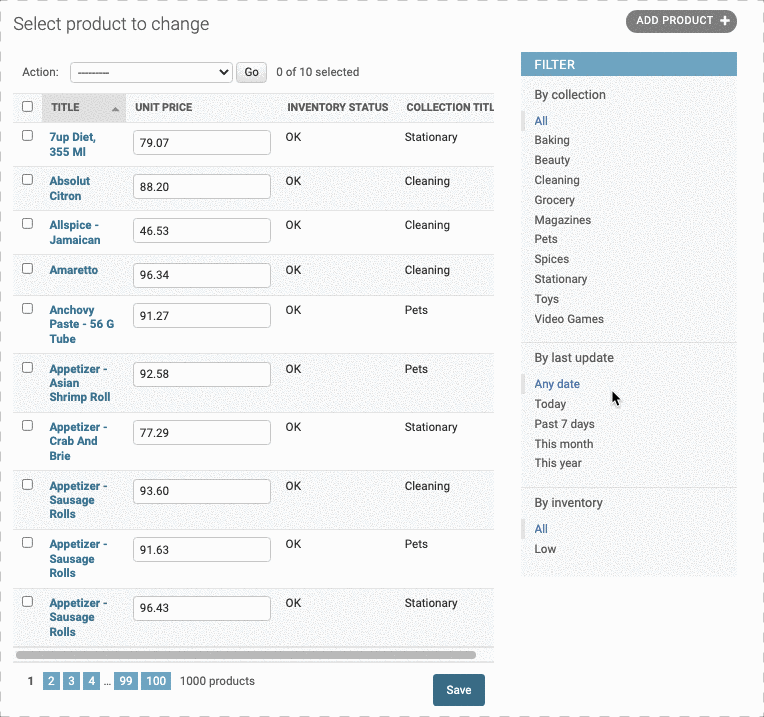 Select product to change
ADD PRODUCT +
Action: --------- Go 0 of 10 selected
TITLE UNIT PRICE INVENTORY STATUS COLLECTION TITL
7up Diet,
355 Ml
79.07 OK Stationary
Absolut
Citron
88.20 OK Cleaning
Allspice -
Jamaican
46.53 OK Cleaning
Amaretto 96.34 OK Cleaning
Anchovy
Paste - 56 G
Tube
91.27 OK Pets
Appetizer -
Asian
Shrimp Roll
92.58 OK Pets
Appetizer -
Crab And
Brie
77.29 OK Stationary
Appetizer -
Sausage
Rolls
93.60 OK Cleaning
Appetizer -
Sausage
Rolls
91.63 OK Pets
Appetizer -
Sausage
Rolls
96.43 OK Stationary
1 2 3 4 ... 99 100 1000 products
Save
FILTER
By collection
All
Baking
Beauty
Cleaning
Grocery
Magazines
Pets
Spices
Stationary
Toys
Video Games
By last update
Any date
Today
Past 7 days
This month
This year
By inventory
All
Low